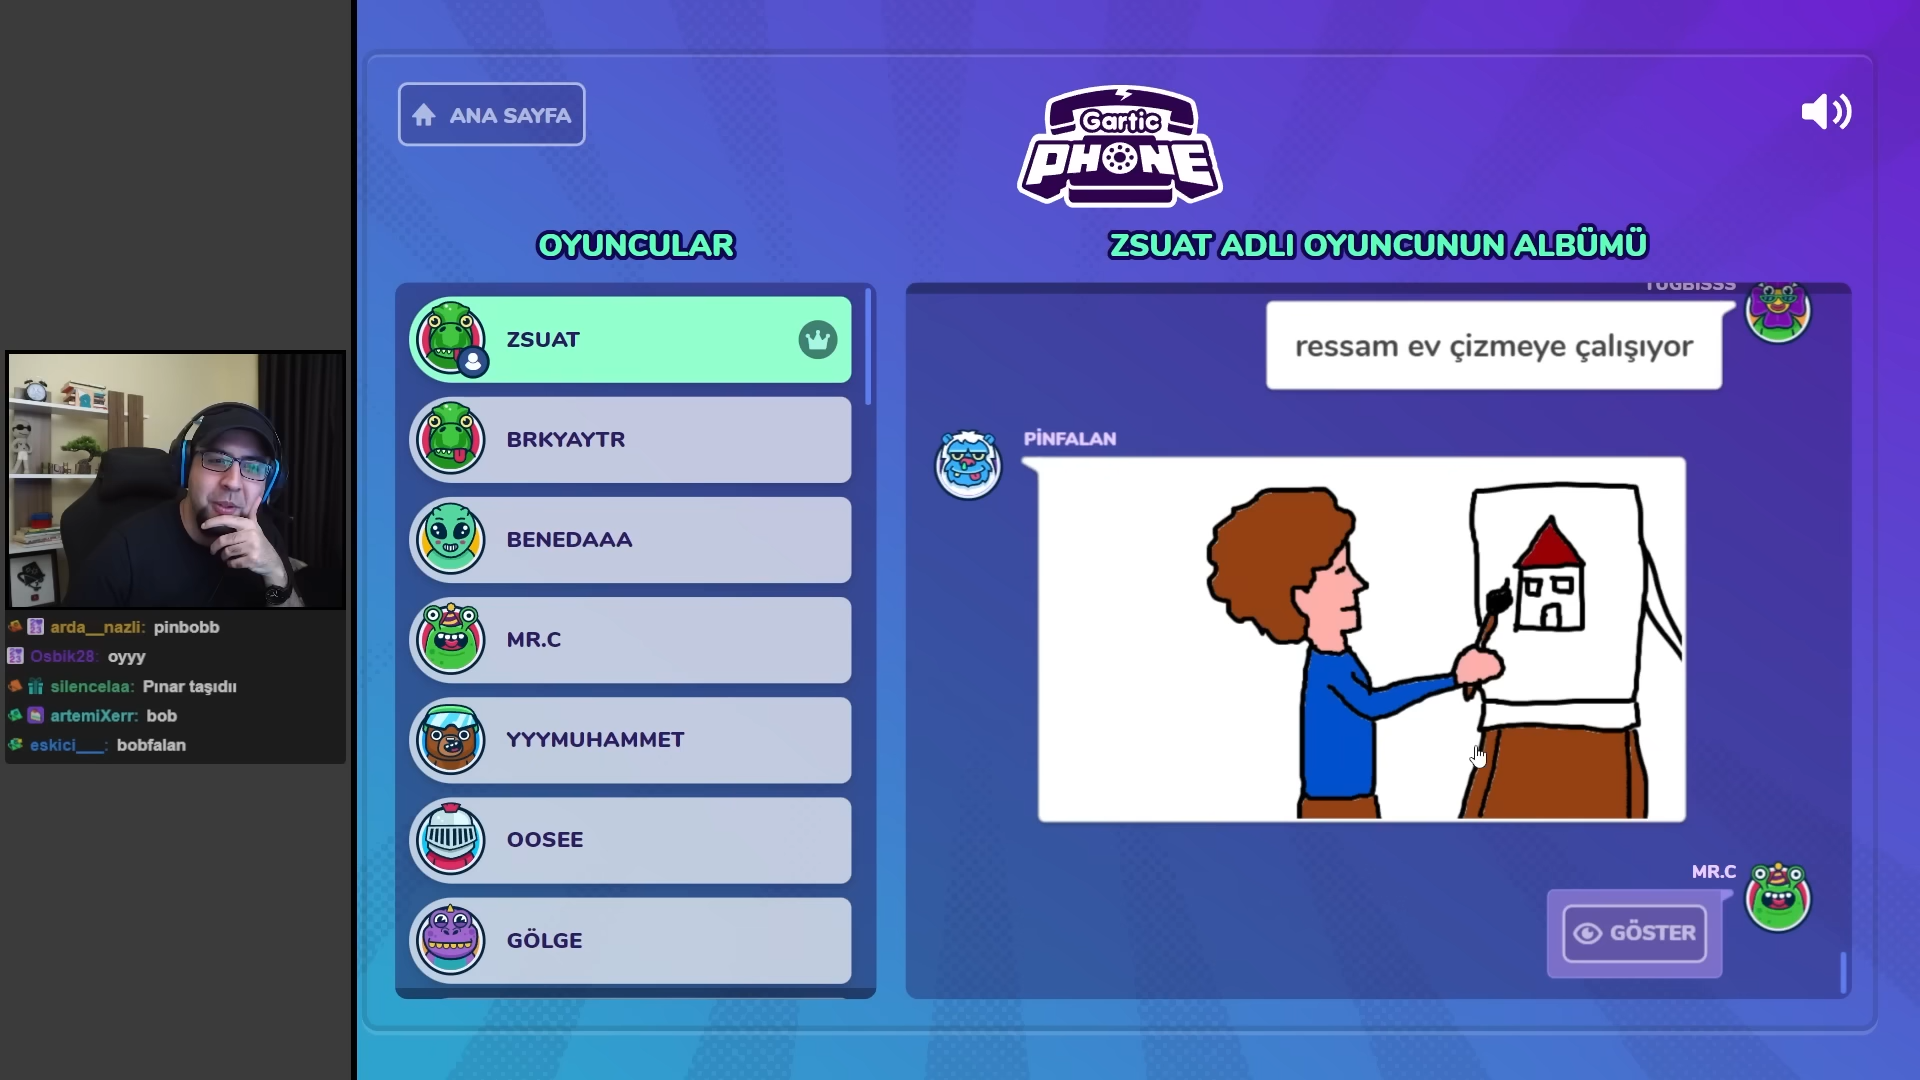 ANA SAYFA
Gartic
PHONE
OYUNCULAR
ZSUAT
BRKYAYTR
BENEDAAA
MR.C
YYYMUHAMMET
OOSEE
GÖLGE
ZSUAT ADLI OYUNCUNUN ALBÜMÜ
TUGBISSS
ressam ev çizmeye çalışıyor
PİNFALAN
MR.C
GÖSTER
arda__nazli: pinbobb
Osbik28: oyyy
silencelaa: Pınar taşıdıı
artemiXerr: bob
eskici___: bobfalan